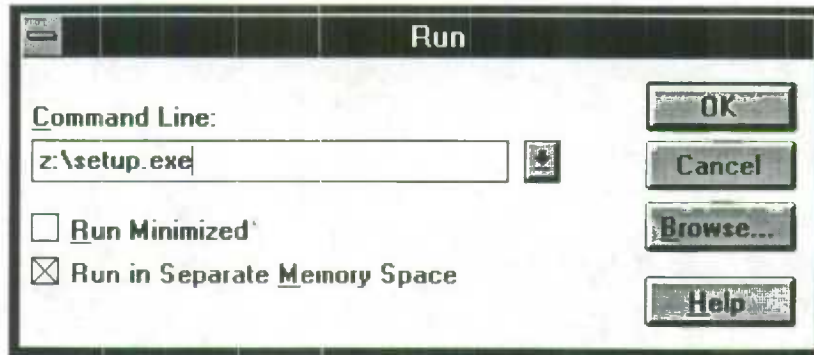 Run
Command Line:
z:\setup.exe
Run Minimized
Run in Separate Memory Space
OK
Cancel
Browse...
Help